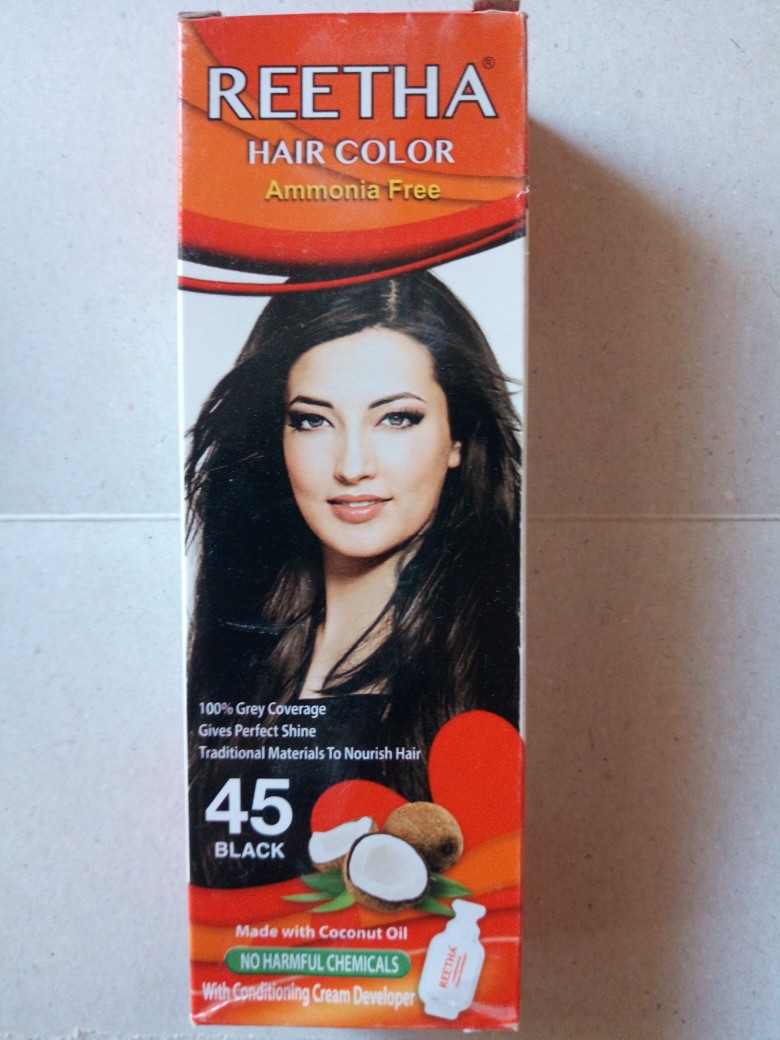 REETHA®
HAIR COLOR
Ammonia Free
100% Grey Coverage
Gives Perfect Shine
Traditional Materials To Nourish Hair
45
BLACK
Made with Coconut Oil
NO HARMFUL CHEMICALS
With Conditioning Cream Developer
REETHA